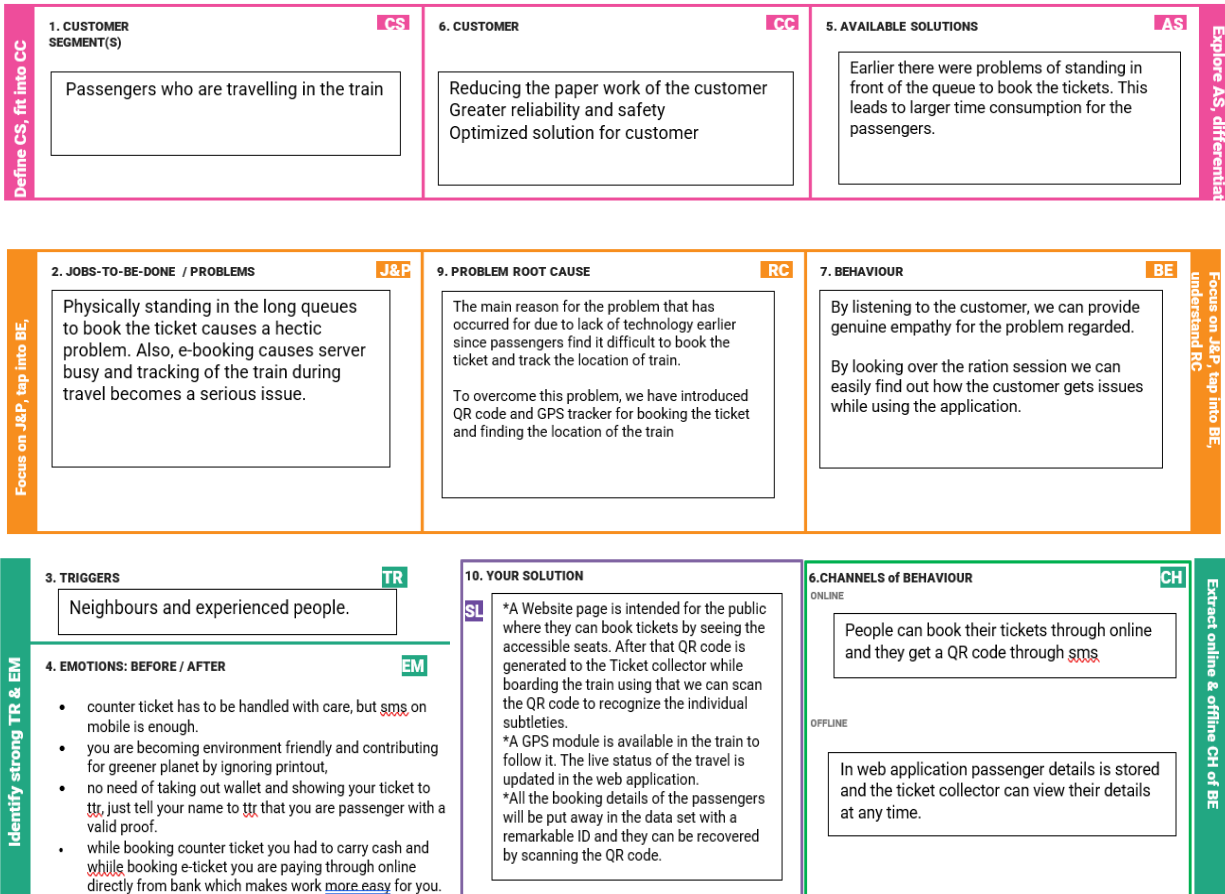 Define CS, fit into CC
1. CUSTOMER
SEGMENT(S)
CS
Passengers who are travelling in the train
6. CUSTOMER
CC
Reducing the paper work of the customer
Greater reliability and safety
Optimized solution for customer
5. AVAILABLE SOLUTIONS
AS
Earlier there were problems of standing in
front of the queue to book the tickets. This
leads to larger time consumption for the
passengers.
Explore AS, differentiat
Focus on J&P, tap into BE,
2. JOBS-TO-BE-DONE / PROBLEMS
J&P
Physically standing in the long queues
to book the ticket causes a hectic
problem. Also, e-booking causes server
busy and tracking of the train during
travel becomes a serious issue.
9. PROBLEM ROOT CAUSE
RC
The main reason for the problem that has
occurred for due to lack of technology earlier
since passengers find it difficult to book the
ticket and track the location of train.
To overcome this problem, we have introduced
QR code and GPS tracker for booking the ticket
and finding the location of the train
7. BEHAVIOUR
BE
By listening to the customer, we can provide
genuine empathy for the problem regarded.
By looking over the ration session we can
easily find out how the customer gets issues
while using the application.
Focus on J&P, tap into BE,
understand RC
Identify strong TR & EM
3. TRIGGERS
TR
Neighbours and experienced people.
4. EMOTIONS: BEFORE / AFTER
EM
• counter ticket has to be handled with care, but sms on
mobile is enough.
• you are becoming environment friendly and contributing
for greener planet by ignoring printout,
• no need of taking out wallet and showing your ticket to
ttr, just tell your name to ttr that you are passenger with a
valid proof.
• while booking counter ticket you had to carry cash and
whjile booking e-ticket you are paying through online
directly from bank which makes work more easy for you.
10. YOUR SOLUTION
SL
*A Website page is intended for the public
where they can book tickets by seeing the
accessible seats. After that QR code is
generated to the Ticket collector while
boarding the train using that we can scan
the QR code to recognize the individual
subtleties.
*A GPS module is available in the train to
follow it. The live status of the travel is
updated in the web application.
*All the booking details of the passengers
will be put away in the data set with a
remarkable ID and they can be recovered
by scanning the QR code.
6.CHANNELS of BEHAVIOUR
CH
ONLINE
People can book their tickets through online
and they get a QR code through sms
OFFLINE
In web application passenger details is stored
and the ticket collector can view their details
at any time.
Extract online & offline CH of BE